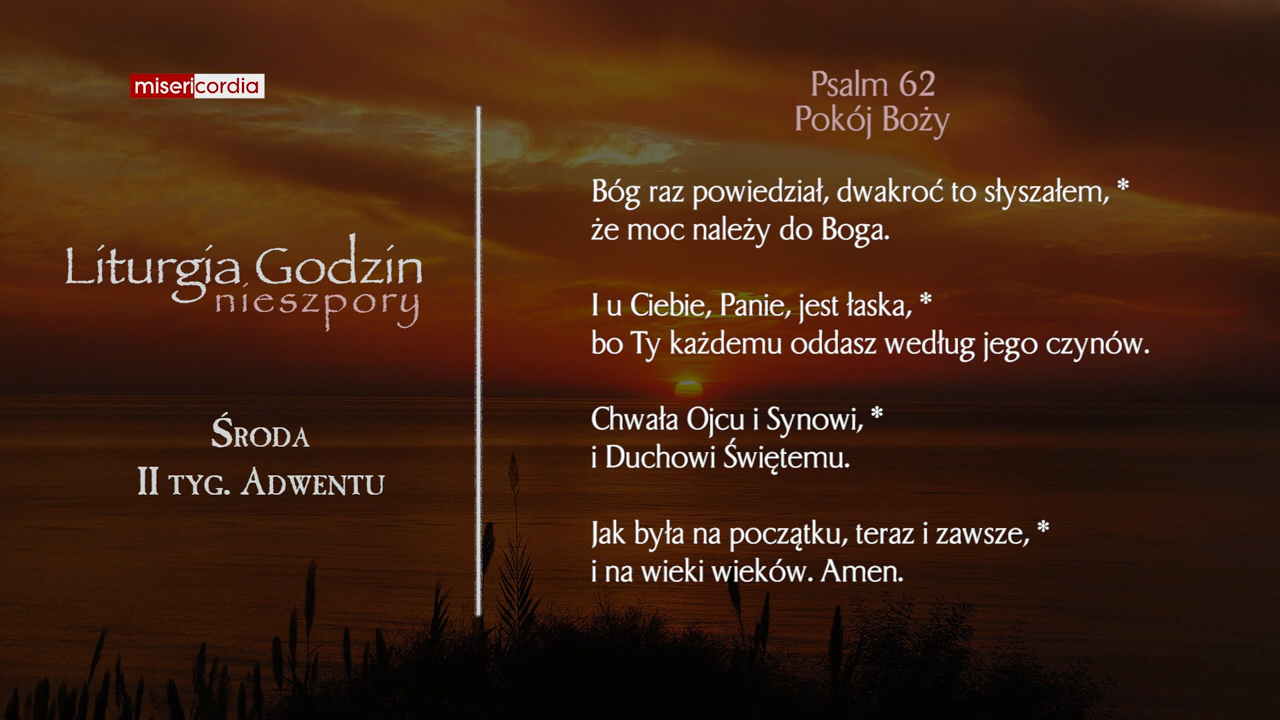 misericordia
Liturgia Godzin
nieszpory
Środa
II tyg. Adwentu
Psalm 62
Pokój Boży
Bóg raz powiedział, dwakroć to słyszałem, *
że moc należy do Boga.
I u Ciebie, Panie, jest łaska, *
bo Ty każdemu oddasz według jego czynów.
Chwała Ojcu i Synowi, *
i Duchowi Świętemu.
Jak była na początku, teraz i zawsze, *
i na wieki wieków. Amen.